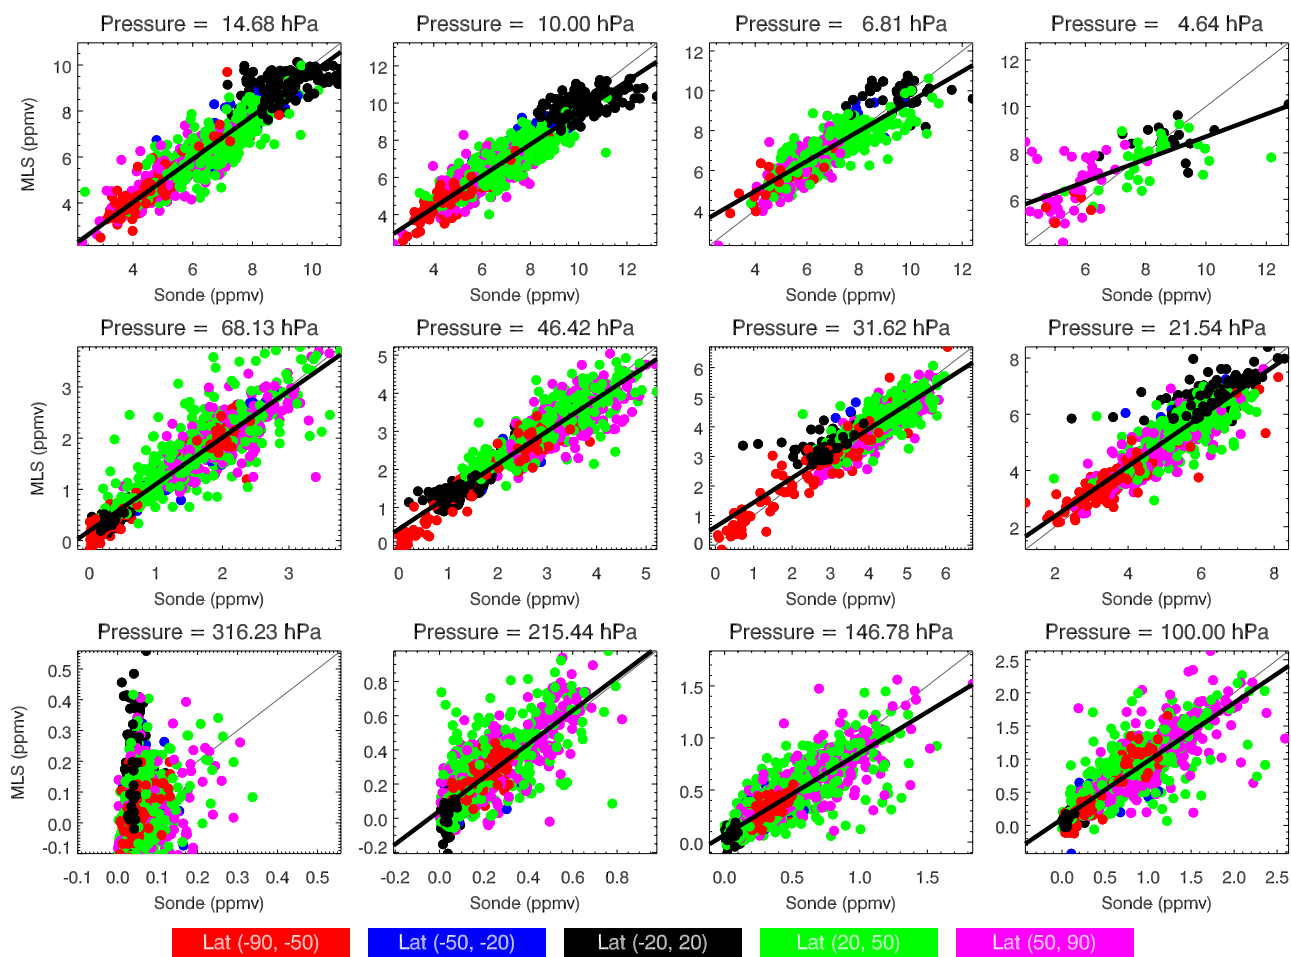 Pressure = 14.68 hPa
Pressure = 10.00 hPa
Pressure = 6.81 hPa
Pressure = 4.64 hPa
MLS (ppmv)
10
8
6
4
12
10
8
6
4
12
10
8
6
4
12
10
8
6
4 6 8 10
4 6 8 10 12
4 6 8 10 12
6 8 10 12
Sonde (ppmv)
Sonde (ppmv)
Sonde (ppmv)
Sonde (ppmv)
Pressure = 68.13 hPa
Pressure = 46.42 hPa
Pressure = 31.62 hPa
Pressure = 21.54 hPa
MLS (ppmv)
3
2
1
0
5
4
3
2
1
0
6
5
4
3
2
1
0
8
6
4
2
0 1 2 3
0 1 2 3 4 5
0 1 2 3 4 5 6
2 4 6 8
Sonde (ppmv)
Sonde (ppmv)
Sonde (ppmv)
Sonde (ppmv)
Pressure = 316.23 hPa
Pressure = 215.44 hPa
Pressure = 146.78 hPa
Pressure = 100.00 hPa
MLS (ppmv)
0.5
0.4
0.3
0.2
0.1
0.0
-0.1
0.8
0.6
0.4
0.2
0.0
-0.2
1.5
1.0
0.5
0.0
2.5
2.0
1.5
1.0
0.5
0.0
-0.1 0.0 0.1 0.2 0.3 0.4 0.5
-0.2 0.0 0.2 0.4 0.6 0.8
0.0 0.5 1.0 1.5
0.0 0.5 1.0 1.5 2.0 2.5
Sonde (ppmv)
Sonde (ppmv)
Sonde (ppmv)
Sonde (ppmv)
Lat (-90, -50)
Lat (-50, -20)
Lat (-20, 20)
Lat (20, 50)
Lat (50, 90)